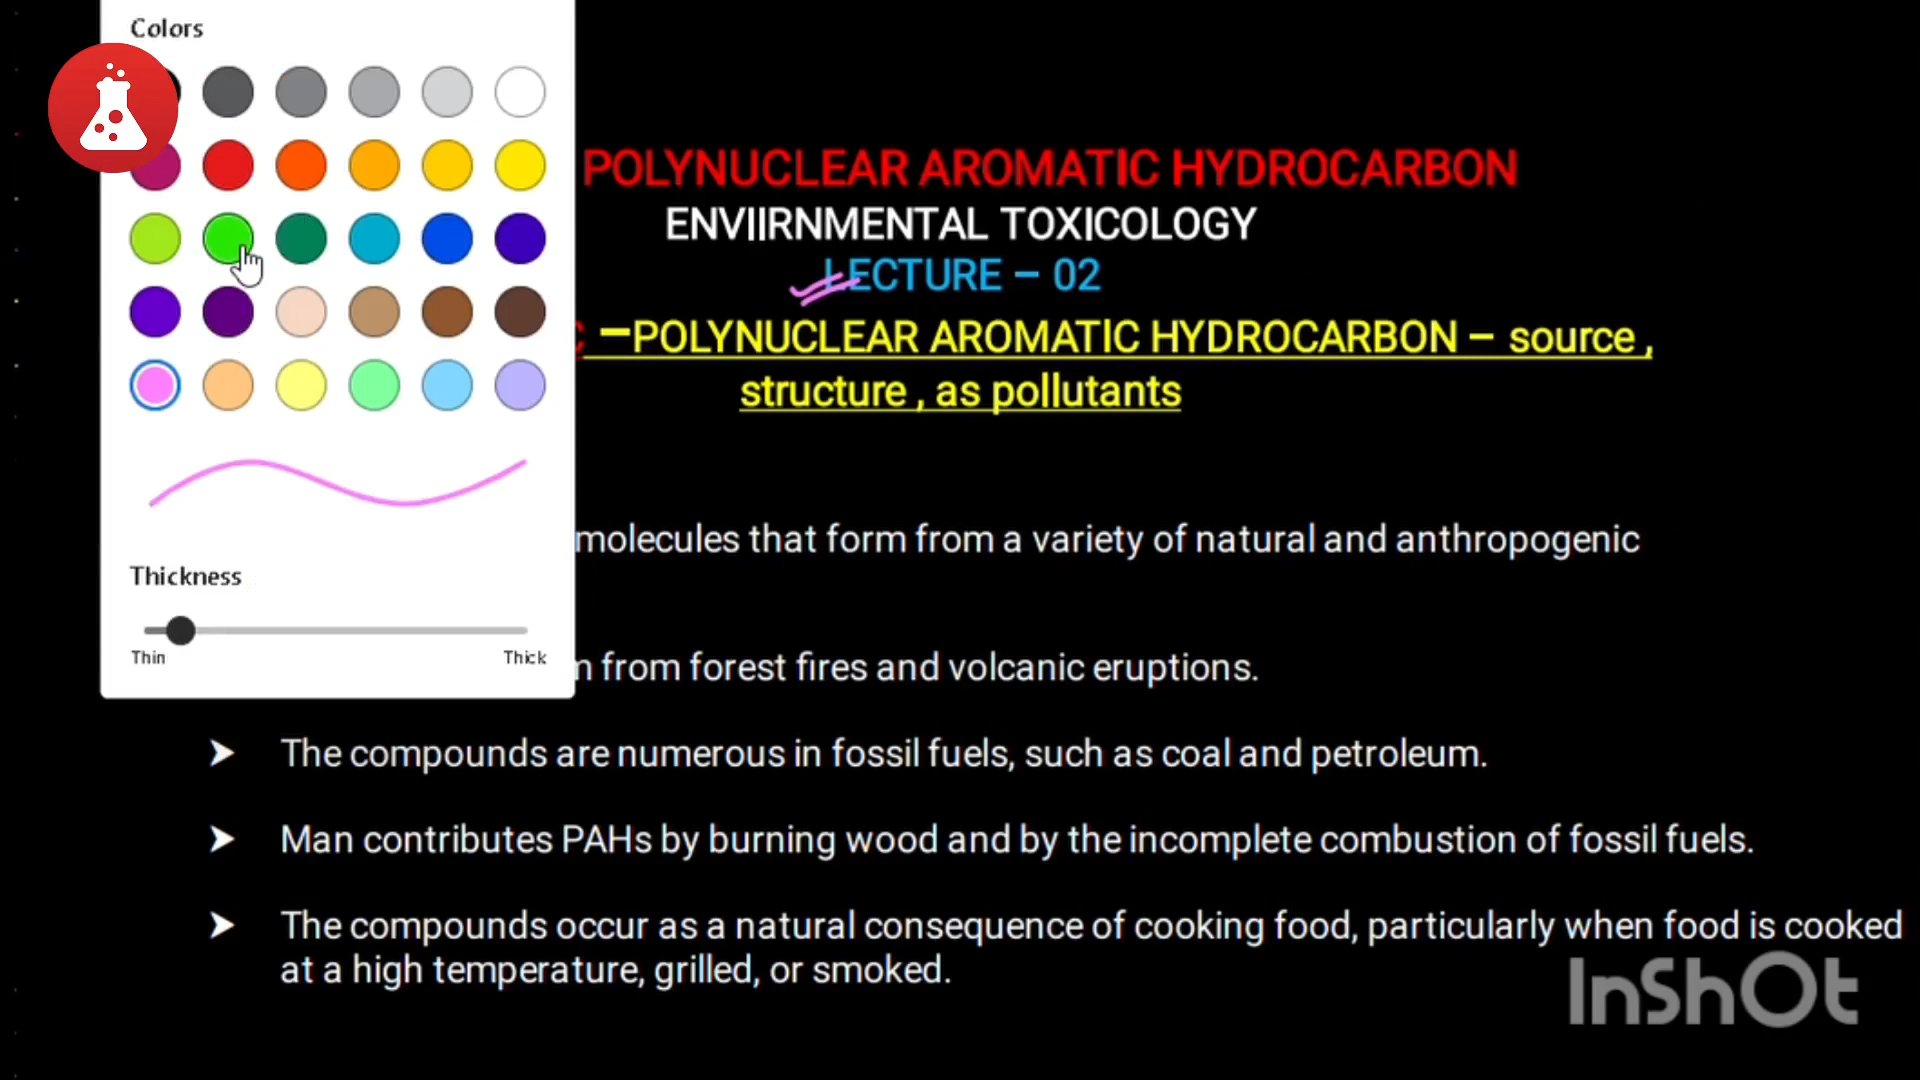 Colors
POLYNUCLEAR AROMATIC HYDROCARBON
ENVIIRNMENTAL TOXICOLOGY
LECTURE – 02
C –POLYNUCLEAR AROMATIC HYDROCARBON – source ,
structure , as pollutants
molecules that form from a variety of natural and anthropogenic
Thickness
Thin Thick
from forest fires and volcanic eruptions.
➤ The compounds are numerous in fossil fuels, such as coal and petroleum.
➤ Man contributes PAHs by burning wood and by the incomplete combustion of fossil fuels.
➤ The compounds occur as a natural consequence of cooking food, particularly when food is cooked
at a high temperature, grilled, or smoked.
InShOt